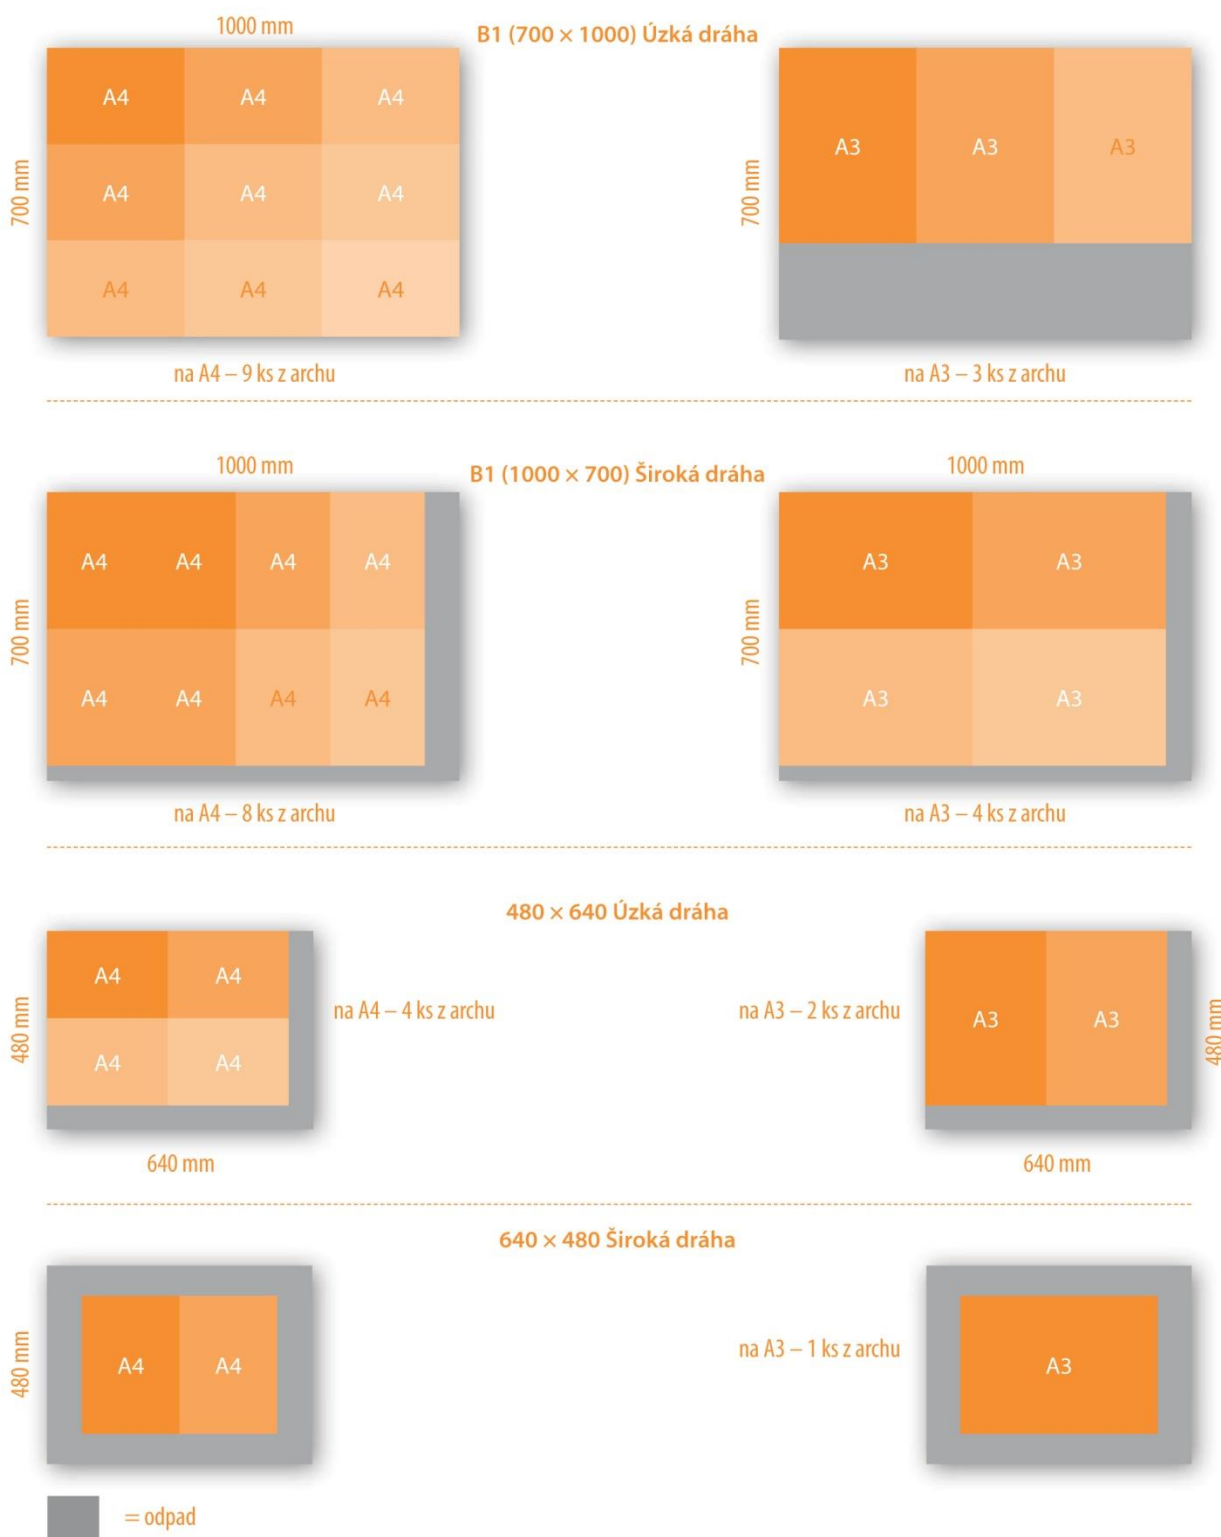 1000 mm
B1 (700 × 1000) Úzká dráha
A4 A4 A4
A4 A4 A4
A4 A4 A4
700 mm
A3 A3 A3
700 mm
na A4 – 9 ks z archu
na A3 – 3 ks z archu
1000 mm
B1 (1000 × 700) Široká dráha
1000 mm
A4 A4 A4 A4
A4 A4 A4 A4
700 mm
A3 A3
A3 A3
700 mm
na A4 – 8 ks z archu
na A3 – 4 ks z archu
480 × 640 Úzká dráha
A4 A4
A4 A4
480 mm
na A4 – 4 ks z archu
na A3 – 2 ks z archu
A3 A3
480 mm
640 mm
640 mm
640 × 480 Široká dráha
480 mm
A4 A4
na A3 – 1 ks z archu
A3
= odpad